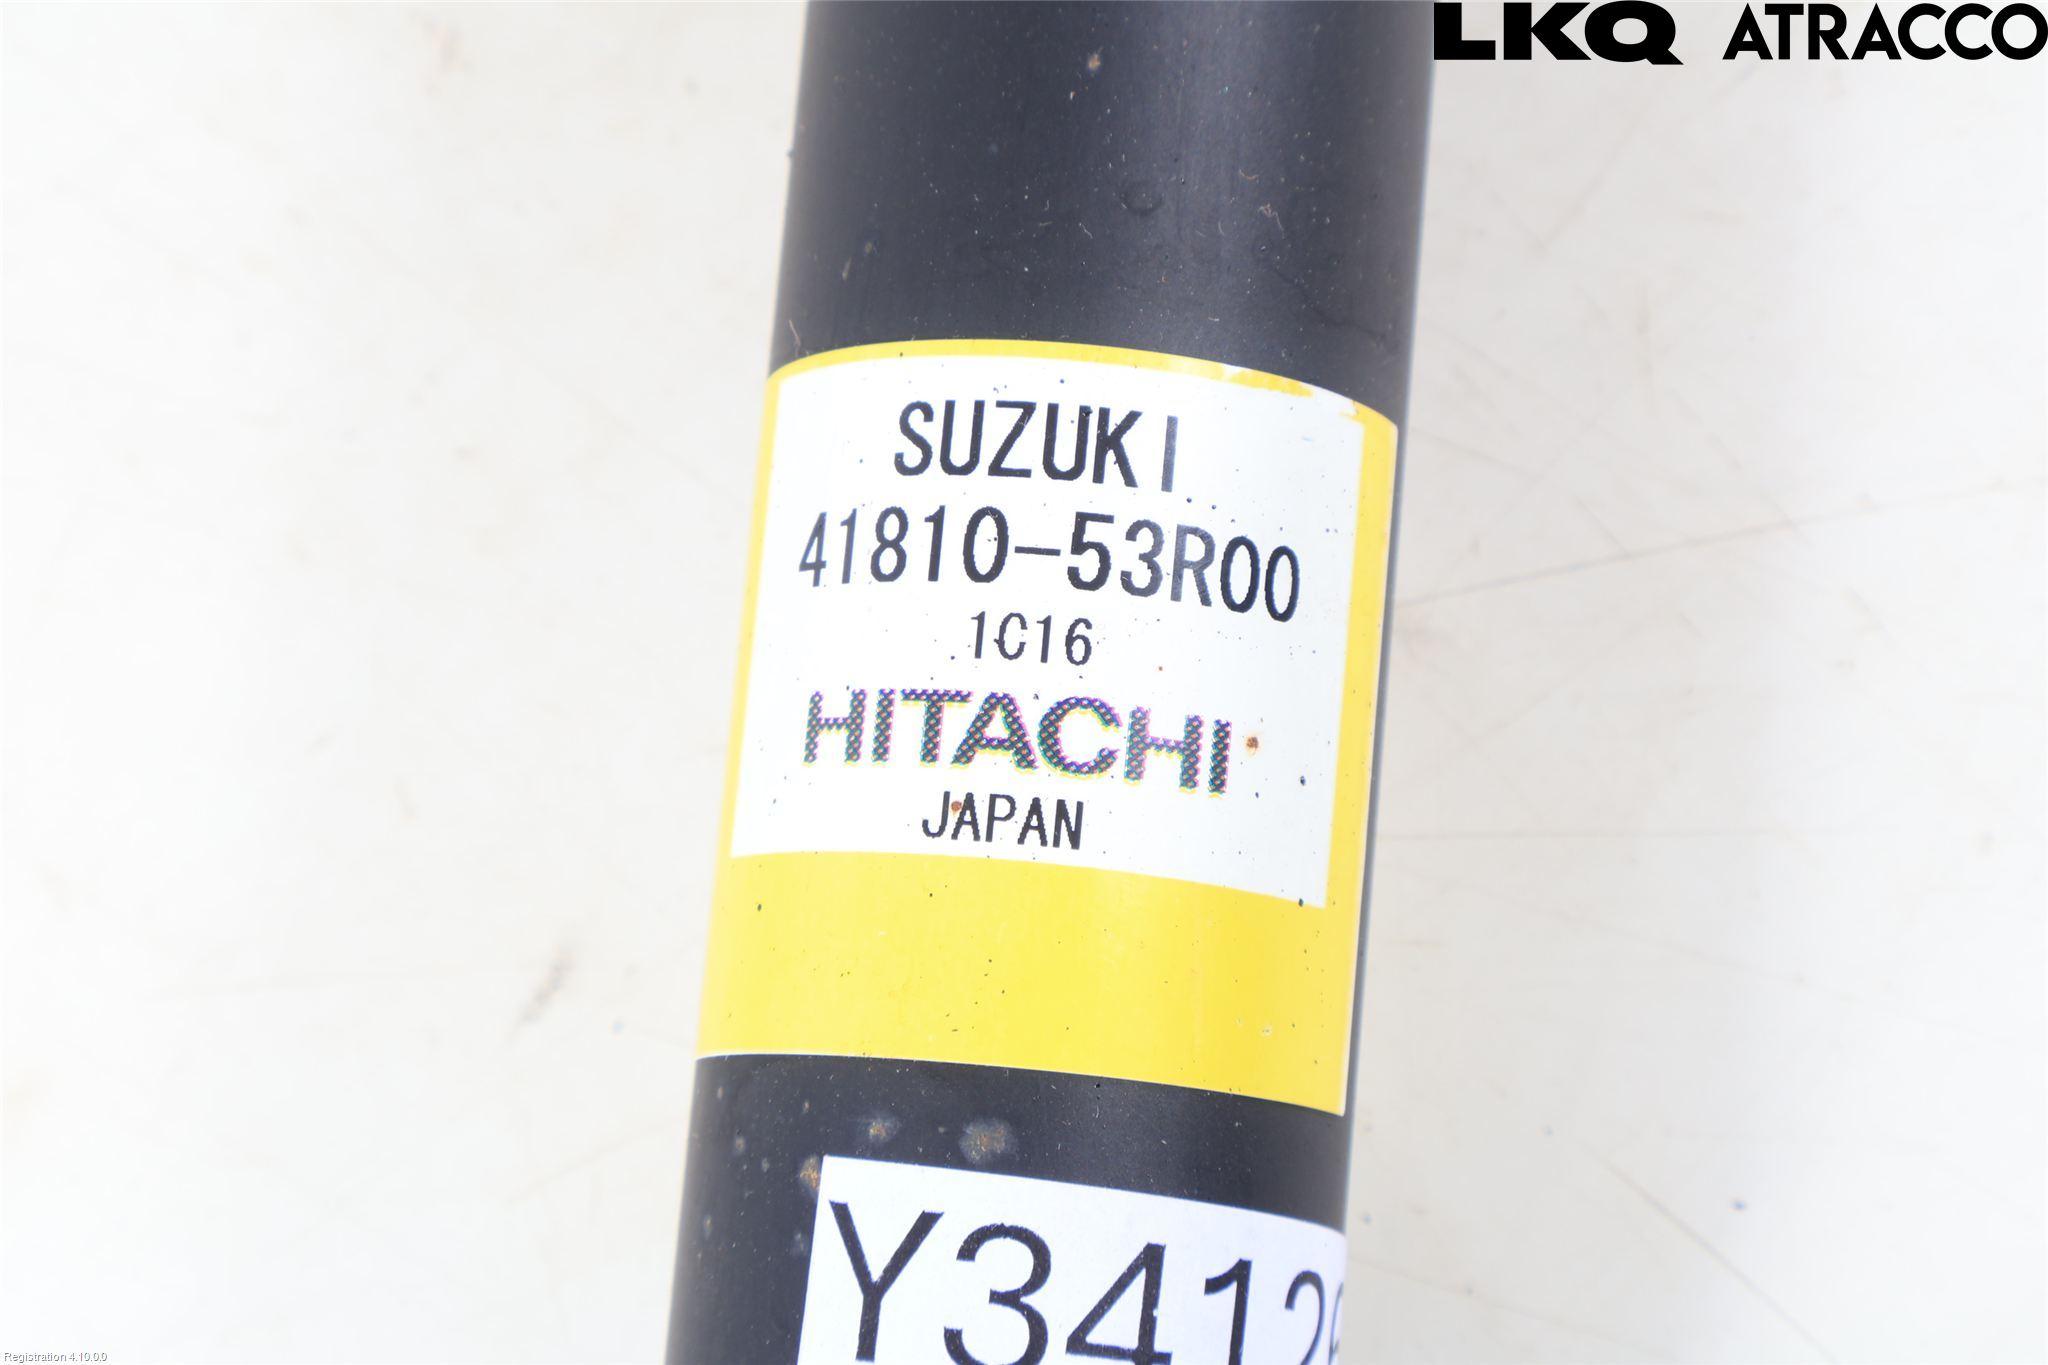 LKQ ATRACCO
SUZUKI
41810-53R00
1C16
HITACHI
JAPAN
Registration 4.10.0.0